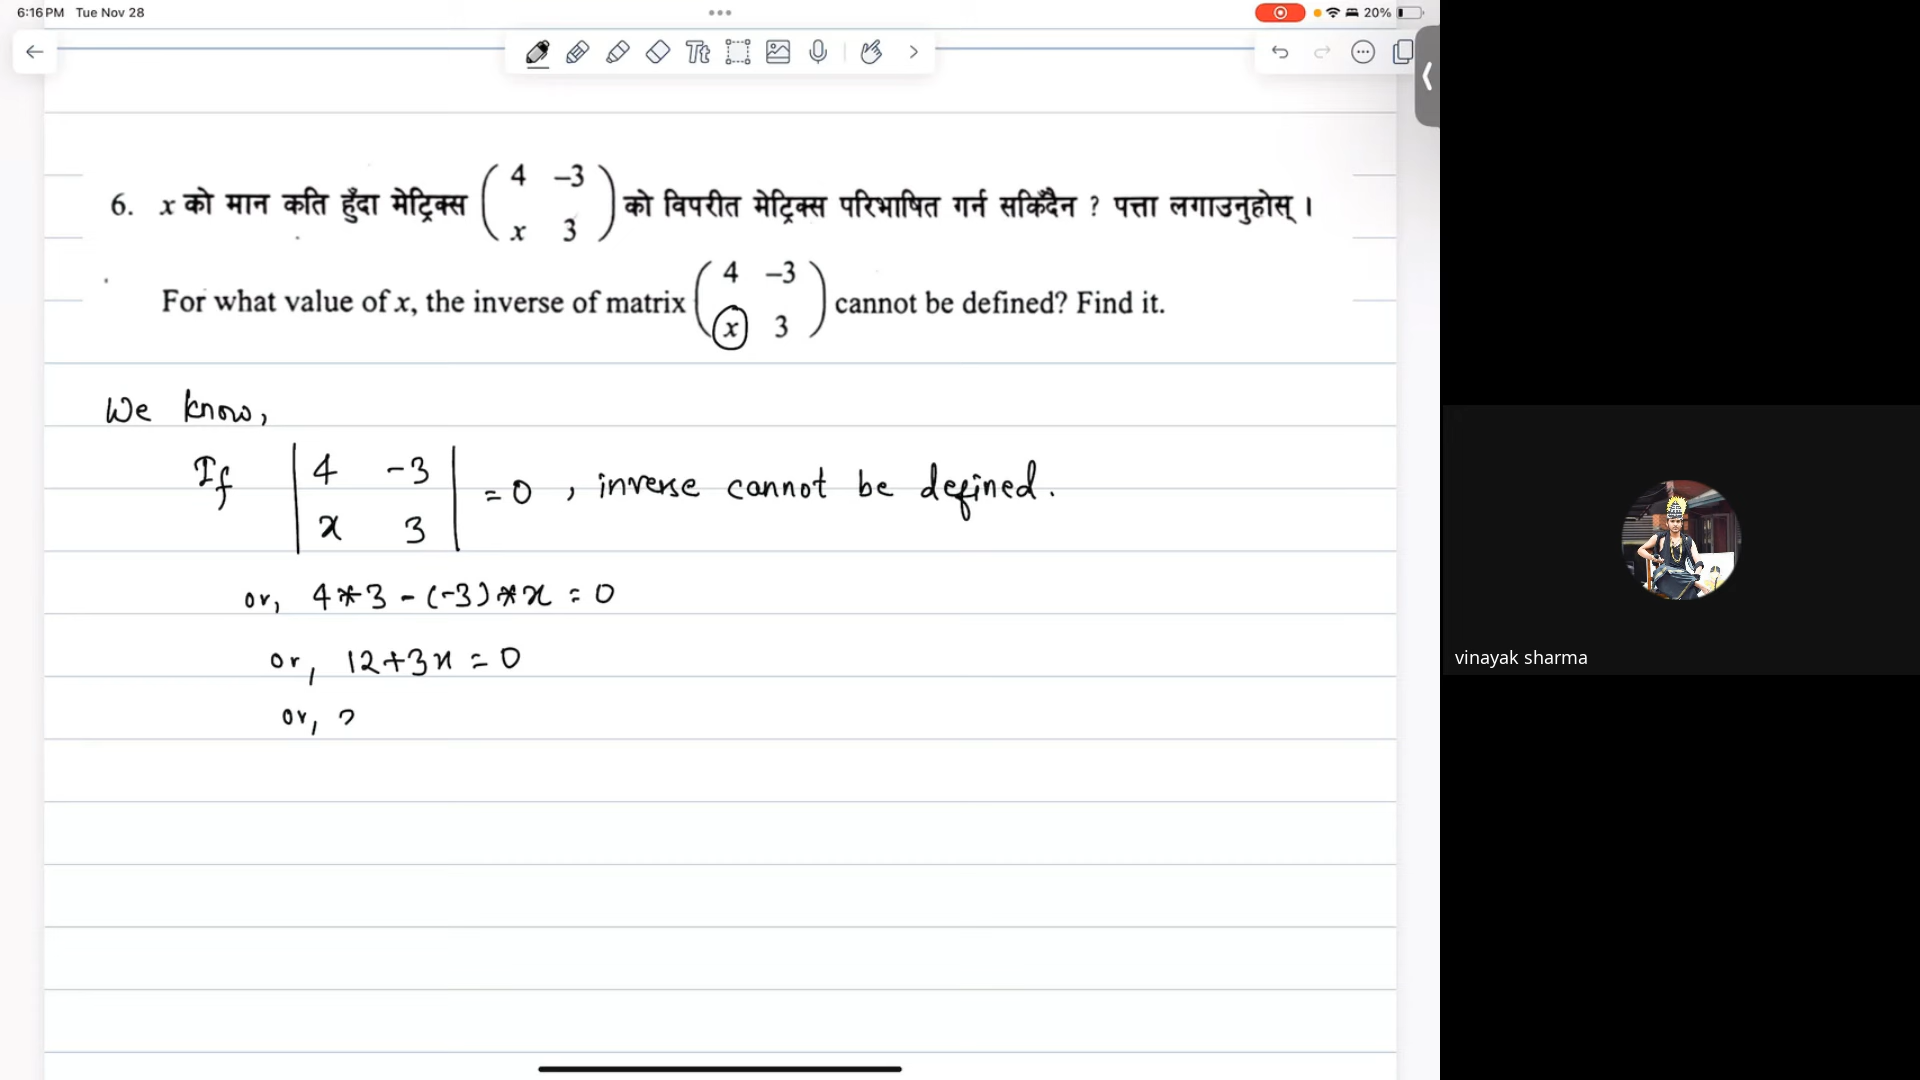 6:16 PM Tue Nov 28
20%
Tt
6. x को मान कति हुँदा मेट्रिक्स ( 4 −3 x 3 ) को विपरीत मेट्रिक्स परिभाषित गर्न सकिँदैन ? पत्ता लगाउनुहोस् ।
For what value of x, the inverse of matrix ( 4 −3 x 3 ) cannot be defined? Find it.
We know,
If | 4 -3 x 3 | = 0 , inverse cannot be defined.
or, 4*3 - (-3)*x = 0
or, 12+3x = 0
or,
vinayak sharma